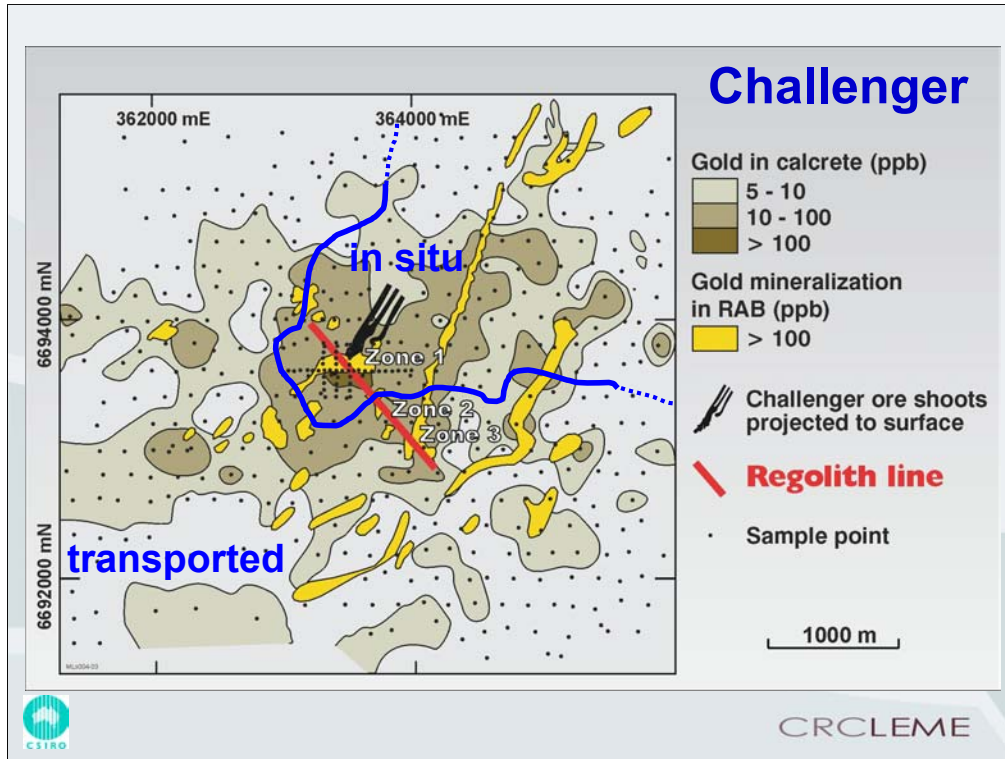 Challenger
362000 mE
364000 mE
6694000 mN
6692000 mN
in situ
Zone 1
Zone 2
Zone 3
transported
Gold in calcrete (ppb)
5 - 10
10 - 100
> 100
Gold mineralization
in RAB (ppb)
> 100
Challenger ore shoots
projected to surface
Regolith line
Sample point
1000 m
CSIRO
CRCLEME